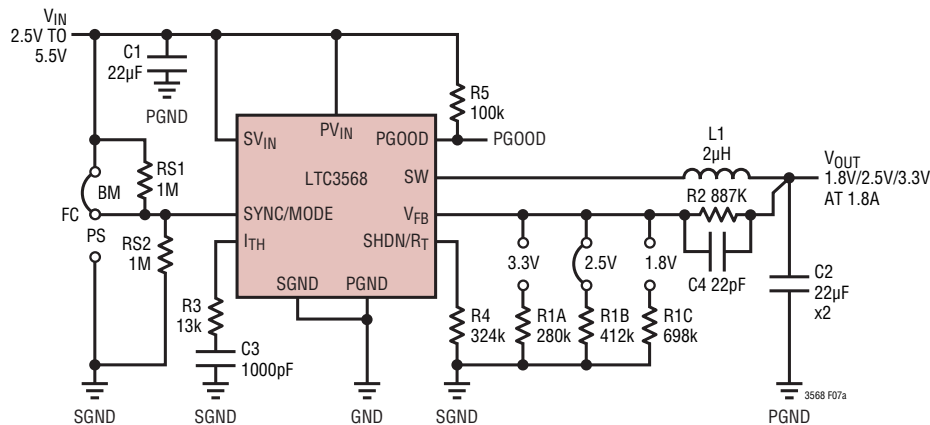 VIN
2.5V TO
5.5V
C1
22µF
PGND
R5
100k
SVIN
PVIN
PGOOD
PGOOD
LTC3568
SW
L1
2µH
VOUT
1.8V/2.5V/3.3V
AT 1.8A
RS1
1M
BM
FC
PS
SYNC/MODE
VFB
R2 887K
ITH
SHDN/RT
RS2
1M
3.3V
2.5V
1.8V
C4 22pF
SGND
PGND
C2
22µF
x2
R3
13k
R4
324k
R1A
280k
R1B
412k
R1C
698k
C3
1000pF
SGND
SGND
GND
SGND
PGND
3568 F07a